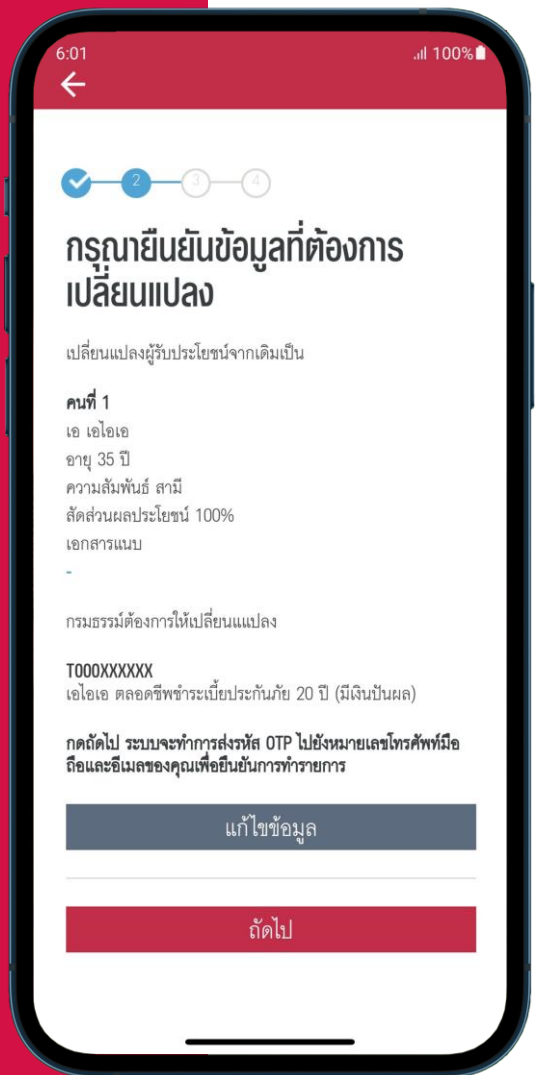 6:01
100%
2
3
4
กรุณายืนยันข้อมูลที่ต้องการ
เปลี่ยนแปลง
เปลี่ยนแปลงผู้รับประโยชน์จากเดิมเป็น
คนที่ 1
เอ เอไอเอ
อายุ 35 ปี
ความสัมพันธ์ สามี
สัดส่วนผลประโยชน์ 100%
เอกสารแนบ
-
กรมธรรม์ต้องการให้เปลี่ยนแแปลง
T000XXXXXX
เอไอเอ ตลอดชีพชำระเบี้ยประกันภัย 20 ปี (มีเงินปันผล)
กดถัดไป ระบบจะทำการส่งรหัส OTP ไปยังหมายเลขโทรศัพท์มือ
ถือและอีเมลของคุณเพื่อยืนยันการทำรายการ
แก้ไขข้อมูล
ถัดไป